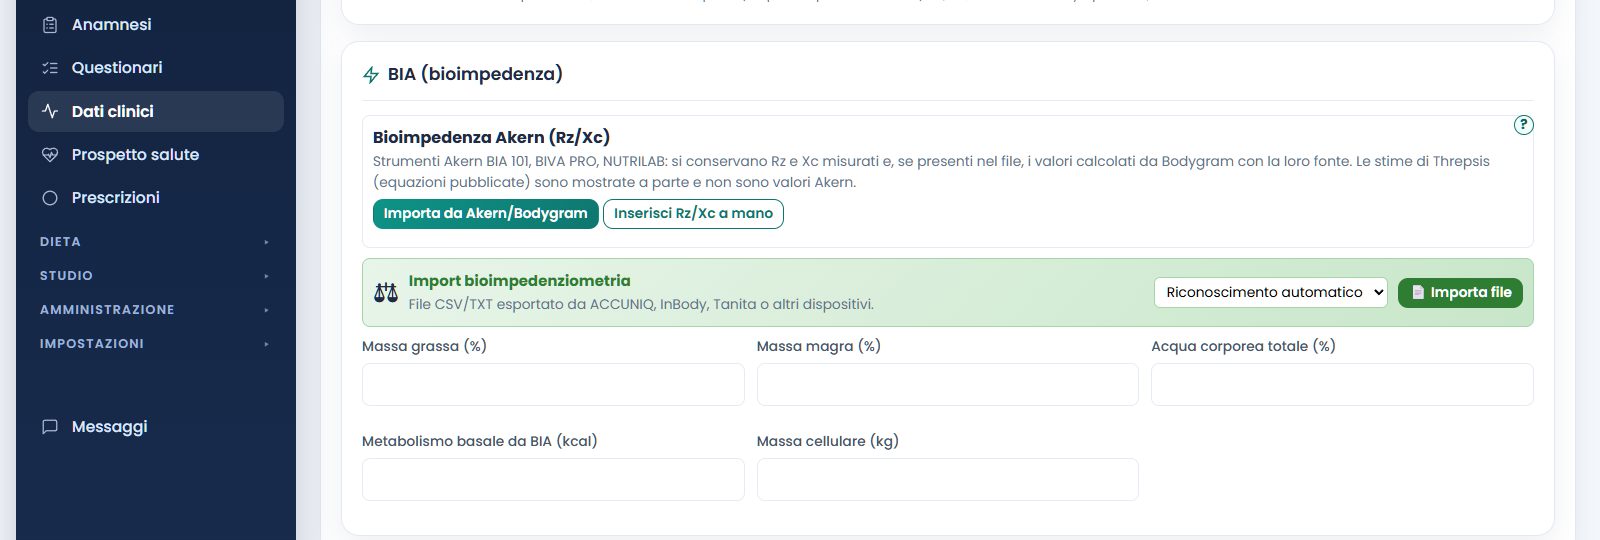 Anamnesi
Questionari
Dati clinici
Prospetto salute
Prescrizioni
DIETA
STUDIO
AMMINISTRAZIONE
IMPOSTAZIONI
Messaggi
BIA (bioimpedenza)
?
Bioimpedenza Akern (Rz/Xc)
Strumenti Akern BIA 101, BIVA PRO, NUTRILAB: si conservano Rz e Xc misurati e, se presenti nel file, i valori calcolati da Bodygram con la loro fonte. Le stime di Threpsis
(equazioni pubblicate) sono mostrate a parte e non sono valori Akern.
Importa da Akern/Bodygram
Inserisci Rz/Xc a mano
Import bioimpedenziometria
File CSV/TXT esportato da ACCUNIQ, InBody, Tanita o altri dispositivi.
Riconoscimento automatico
Importa file
Massa grassa (%)
Massa magra (%)
Acqua corporea totale (%)
Metabolismo basale da BIA (kcal)
Massa cellulare (kg)